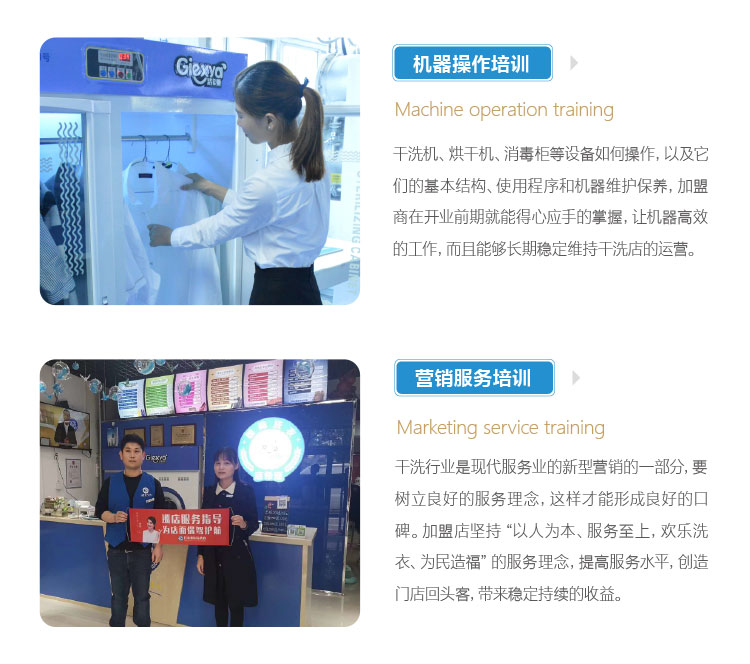 Giexya
机器操作培训
Machine operation training
干洗机、烘干机、消毒柜等设备如何操作，以及它
们的基本结构、使用程序和机器维护保养，加盟
商在开业前期就能得心应手的掌握，让机器高效
的工作，而且能够长期稳定维持干洗店的运营。
营销服务培训
Marketing service training
干洗行业是现代服务业的新型营销的一部分，要
树立良好的服务理念，这样才能形成良好的口
碑。加盟店坚持“以人为本、服务至上，欢乐洗
衣、为民造福”的服务理念，提高服务水平，创造
门店回头客，带来稳定持续的收益。
Giexya
巡店服务指导
为店面保驾护航